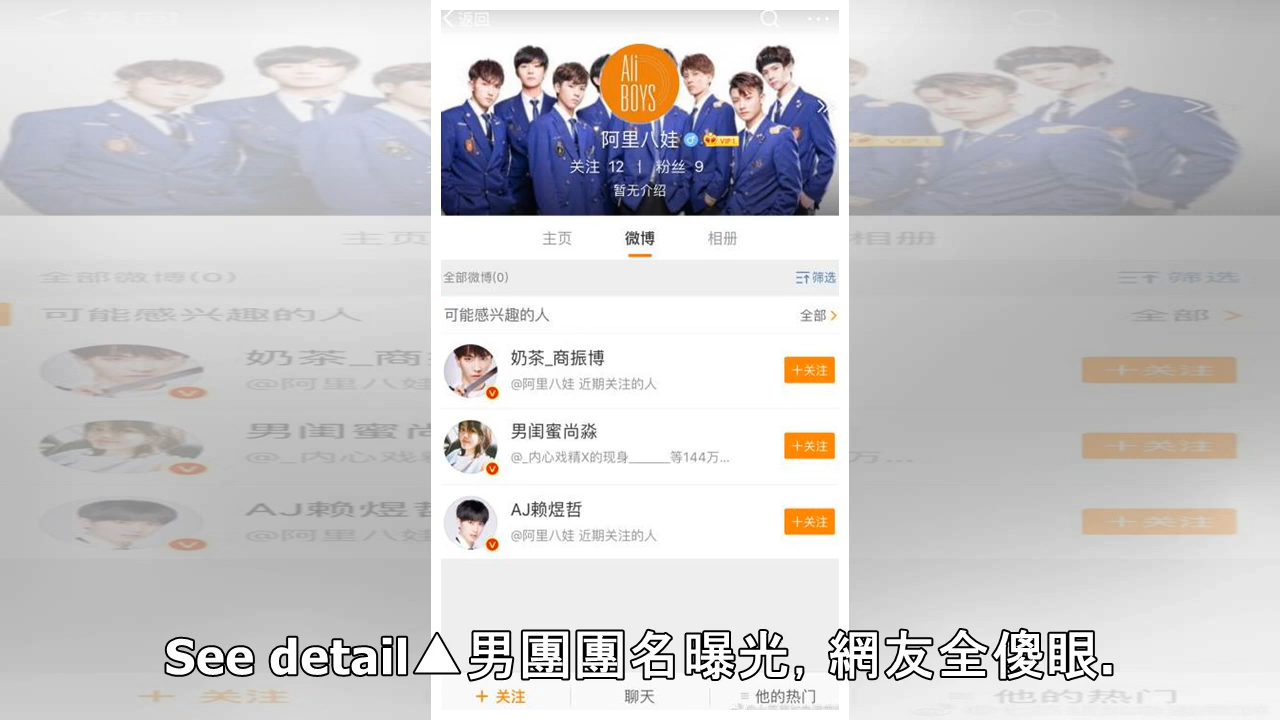 返回
Ali
BOYS
阿里八娃 VIP I
关注 12 | 粉丝 9
暂无介绍
主页 微博 相册
全部微博(0) 筛选
可能感兴趣的人 全部
奶茶_商振博
@阿里八娃 近期关注的人
+关注
男闺蜜尚淼
@_内心戏精X的现身______等144万...
+关注
AJ赖煜哲
@阿里八娃 近期关注的人
+关注
See detail▲男團團名曝光, 網友全傻眼.
+ 关注 聊天 ≡ 他的热门